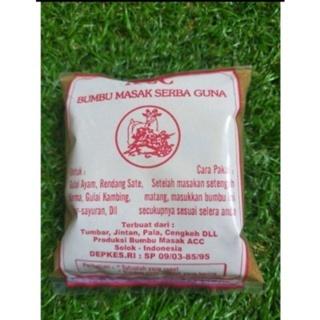 ACC
BUMBU MASAK SERBA GUNA
Cara Pakai
Gulai Ayam, Rendang Sate,
Gulai Kambing,
Dll
Setelah masakan setengah
matang, masukkan bumbu
secukupnya sesuai selera anda
Terbuat dari :
Tumbar, Jintan, Pala, Cengkeh DLL
Produksi Bumbu Masak ACC
Solok - Indonesia
DEPKES.RI : SP 09/03-85/95